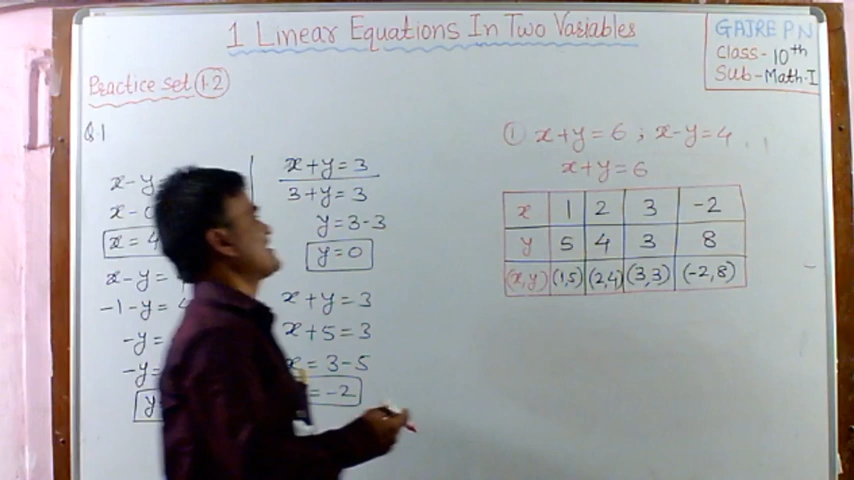 1 Linear Equations In Two Variables
GAJRE P N
Class - 10th
Sub - Math-I
Practice set 1.2
Q.1
x - y
x - 0
x = 4
x - y =
-1 - y = 4
-y =
-y =
y
x + y = 3
3 + y = 3
y = 3 - 3
y = 0
x + y = 3
x + 5 = 3
x = 3 - 5
= -2
① x + y = 6 ; x - y = 4
x + y = 6
x 1 2 3 -2
y 5 4 3 8
(x,y) (1,5) (2,4) (3,3) (-2,8)